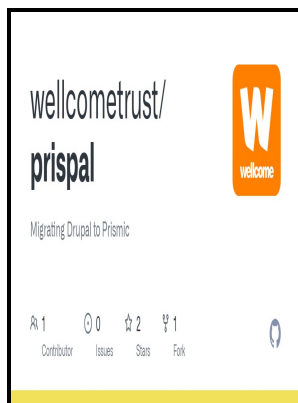 wellcometrust/
prispal
W
wellcome
Migrating Drupal to Prismic
1 0 2 1
Contributor Issues Stars Fork